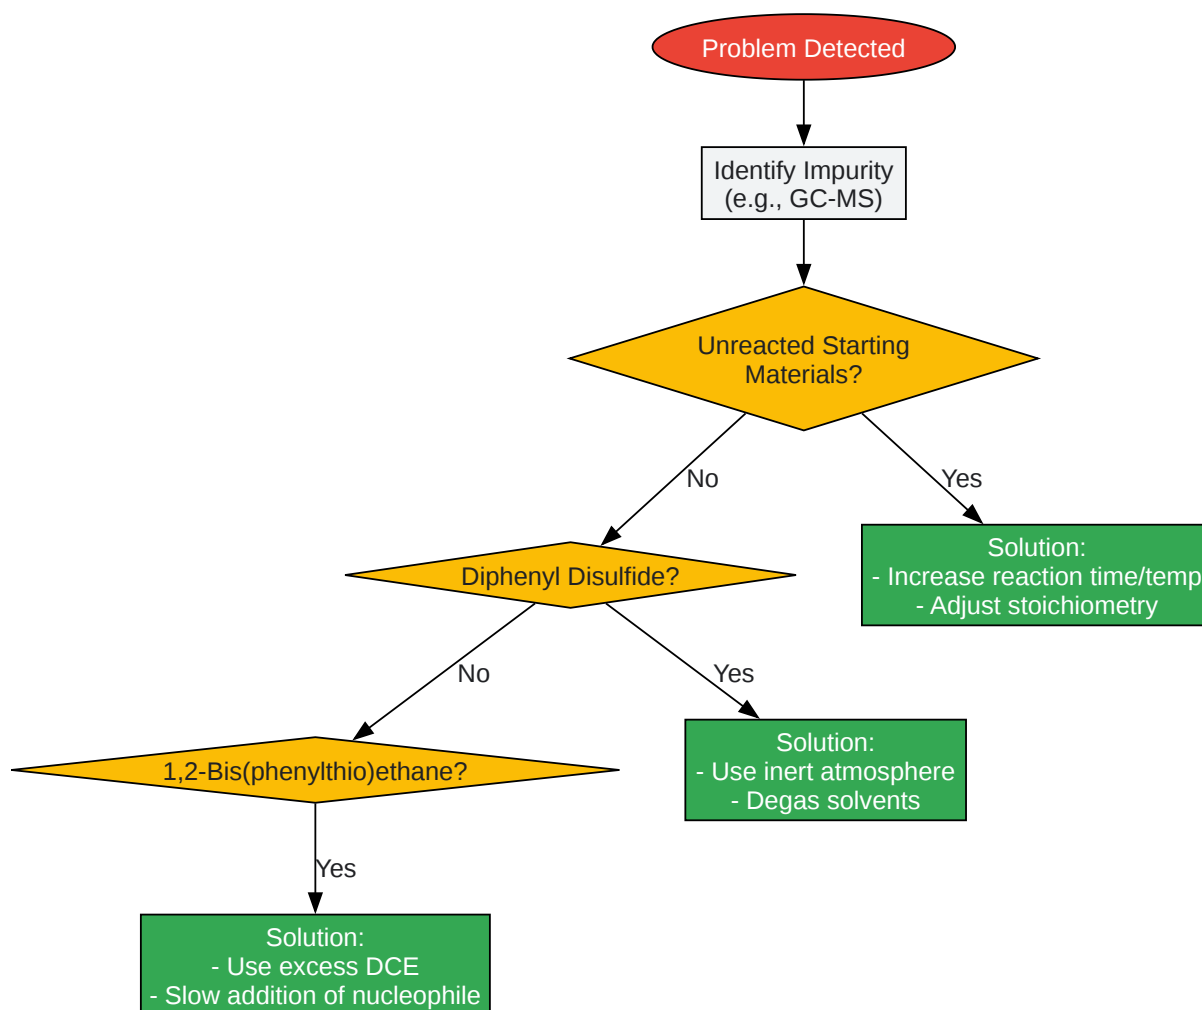 Problem Detected
Identify Impurity
(e.g., GC-MS)
Unreacted Starting
Materials?
No
Yes
Solution:
- Increase reaction time/temp
- Adjust stoichiometry
Diphenyl Disulfide?
No
Yes
Solution:
- Use inert atmosphere
- Degas solvents
1,2-Bis(phenylthio)ethane?
Yes
Solution:
- Use excess DCE
- Slow addition of nucleophile